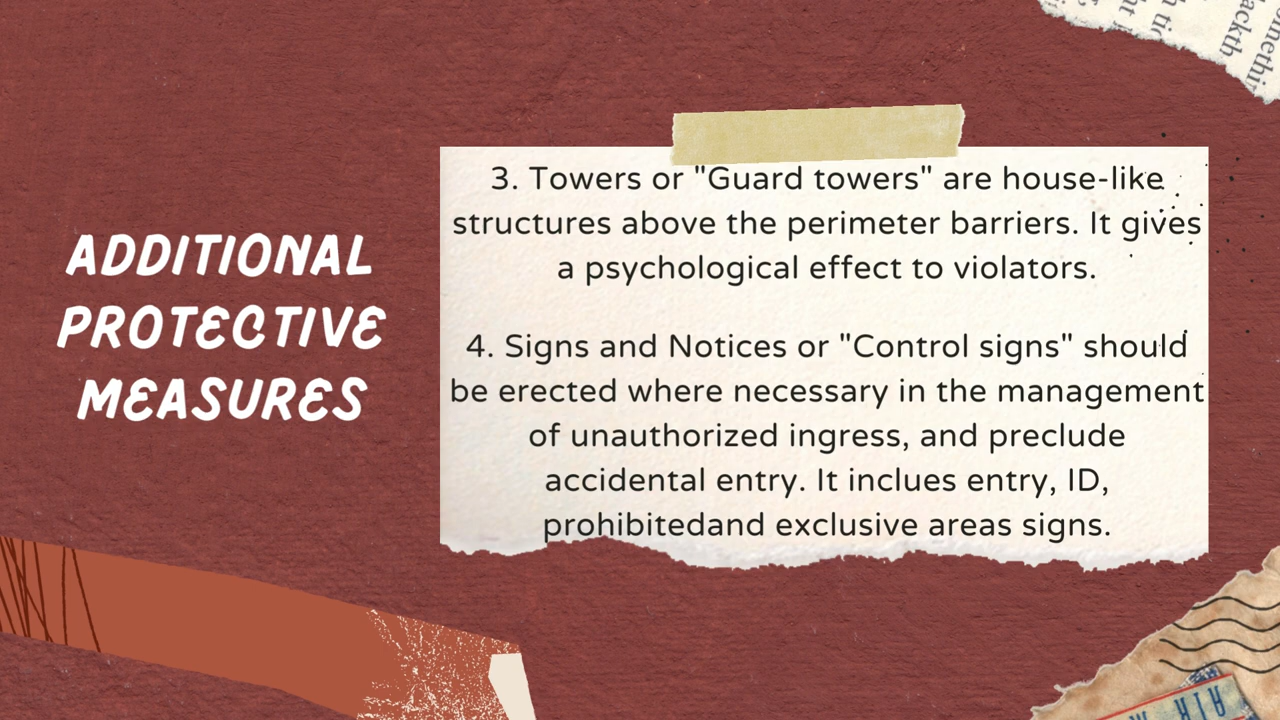 ADDITIONAL
PROTECTIVE
MEASURES
3. Towers or "Guard towers" are house-like
structures above the perimeter barriers. It gives
a psychological effect to violators.
4. Signs and Notices or "Control signs" should
be erected where necessary in the management
of unauthorized ingress, and preclude
accidental entry. It inclues entry, ID,
prohibitedand exclusive areas signs.
ackth
AIR